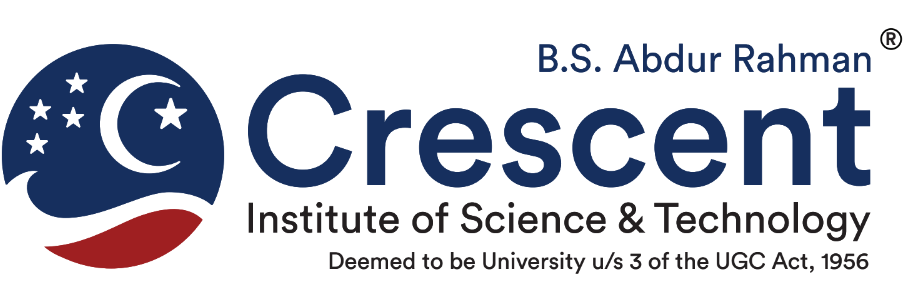 B.S. Abdur Rahman ®
Crescent
Institute of Science & Technology
Deemed to be University u/s 3 of the UGC Act, 1956